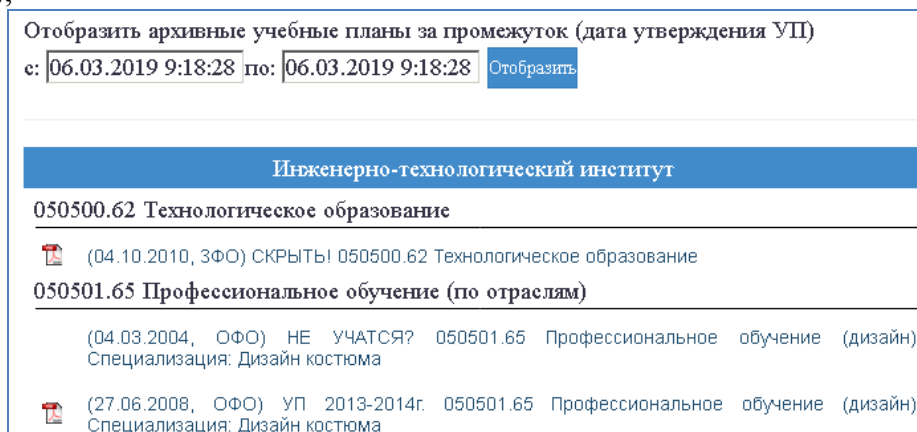 Отобразить архивные учебные планы за промежуток (дата утверждения УП)
с: 06.03.2019 9:18:28 по: 06.03.2019 9:18:28 Отобразить
Инженерно-технологический институт
050500.62 Технологическое образование
(04.10.2010, ЗФО) СКРЫТЬ! 050500.62 Технологическое образование
050501.65 Профессиональное обучение (по отраслям)
(04.03.2004, ОФО) НЕ УЧАТСЯ? 050501.65 Профессиональное обучение (дизайн)
Специализация: Дизайн костюма
(27.06.2008, ОФО) УП 2013-2014г. 050501.65 Профессиональное обучение (дизайн)
Специализация: Дизайн костюма